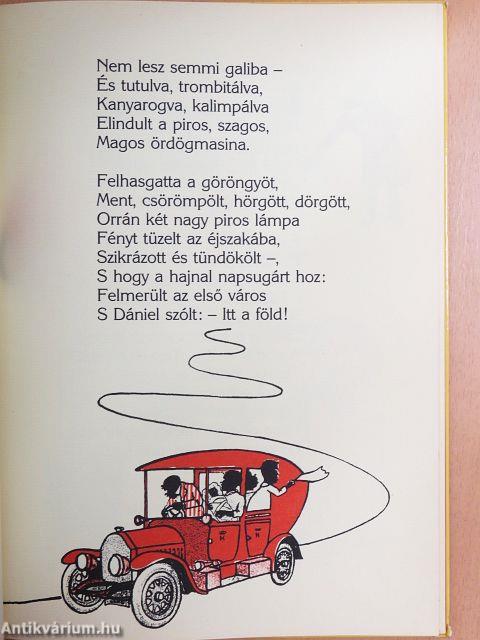 Nem lesz semmi galiba –
És tutulva, trombitálva,
Kanyarogva, kalimpálva
Elindult a piros, szagos,
Magos ördögmasina.
Felhasgatta a göröngyöt,
Ment, csörömpölt, hörgött, dörgött,
Orrán két nagy piros lámpa
Fényt tüzelt az éjszakába,
Szikrázott és tündökölt –,
S hogy a hajnal napsugárt hoz:
Felmerült az első város
S Dániel szólt: – Itt a föld!
Antikvárium.hu